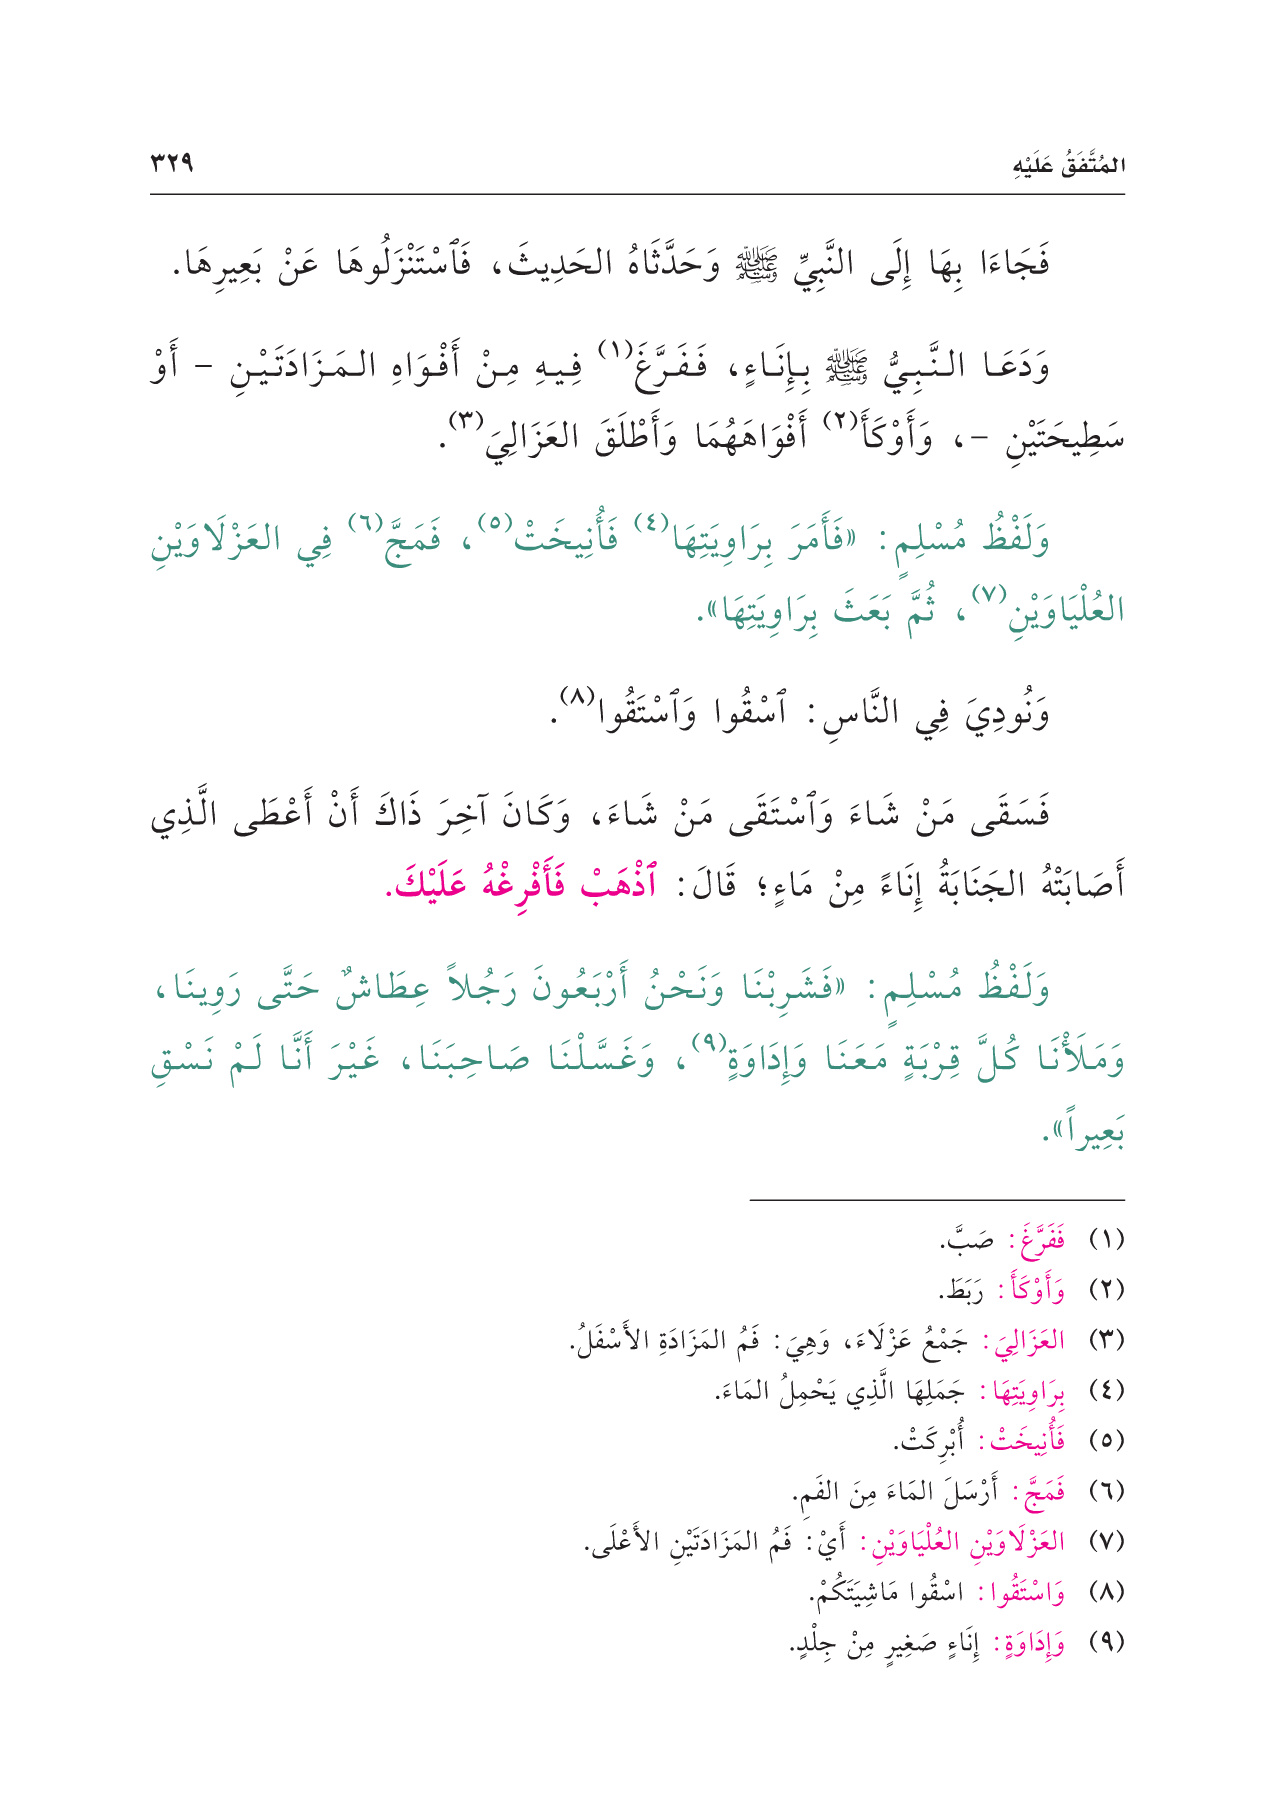 المُتَّفَقُ عَلَيْهِ ٣٢٩
فَجَاءَا بِهَا إِلَى النَّبِيِّ ﷺ وَحَدَّثَاهُ الحَدِيثَ، فَٱسْتَنْزَلُوهَا عَنْ بَعِيرِهَا.
وَدَعَا النَّبِيُّ ﷺ بِإِنَاءٍ، فَفَرَّغَ(١) فِيهِ مِنْ أَفْوَاهِ المَزَادَتَيْنِ - أَوْ
سَطِيحَتَيْنِ -، وَأَوْكَأَ(٢) أَفْوَاهَهُمَا وَأَطْلَقَ العَزَالِيَ(٣).
وَلَفْظُ مُسْلِمٍ: «فَأَمَرَ بِرَاوِيَتِهَا(٤) فَأُنِيخَتْ(٥)، فَمَجَّ(٦) فِي العَزْلَاوَيْنِ
العُلْيَاوَيْنِ(٧)، ثُمَّ بَعَثَ بِرَاوِيَتِهَا».
وَنُودِيَ فِي النَّاسِ: ٱسْقُوا وَٱسْتَقُوا(٨).
فَسَقَى مَنْ شَاءَ وَٱسْتَقَى مَنْ شَاءَ، وَكَانَ آخِرَ ذَاكَ أَنْ أَعْطَى الَّذِي
أَصَابَتْهُ الجَنَابَةُ إِنَاءً مِنْ مَاءٍ؛ قَالَ: ٱذْهَبْ فَأَفْرِغْهُ عَلَيْكَ.
وَلَفْظُ مُسْلِمٍ: «فَشَرِبْنَا وَنَحْنُ أَرْبَعُونَ رَجُلاً عِطَاشٌ حَتَّى رَوِينَا،
وَمَلَأْنَا كُلَّ قِرْبَةٍ مَعَنَا وَإِدَاوَةٍ(٩)، وَغَسَّلْنَا صَاحِبَنَا، غَيْرَ أَنَّا لَمْ نَسْقِ
بَعِيراً».
(١) فَفَرَّغَ: صَبَّ.
(٢) وَأَوْكَأَ: رَبَطَ.
(٣) العَزَالِيَ: جَمْعُ عَزْلَاءَ، وَهِيَ: فَمُ المَزَادَةِ الأَسْفَلُ.
(٤) بِرَاوِيَتِهَا: جَمَلِهَا الَّذِي يَحْمِلُ المَاءَ.
(٥) فَأُنِيخَتْ: أُبْرِكَتْ.
(٦) فَمَجَّ: أَرْسَلَ المَاءَ مِنَ الفَمِ.
(٧) العَزْلَاوَيْنِ العُلْيَاوَيْنِ: أَيْ: فَمُ المَزَادَتَيْنِ الأَعْلَى.
(٨) وَاسْتَقُوا: اسْقُوا مَاشِيَتَكُمْ.
(٩) وَإِدَاوَةٍ: إِنَاءٍ صَغِيرٍ مِنْ جِلْدٍ.